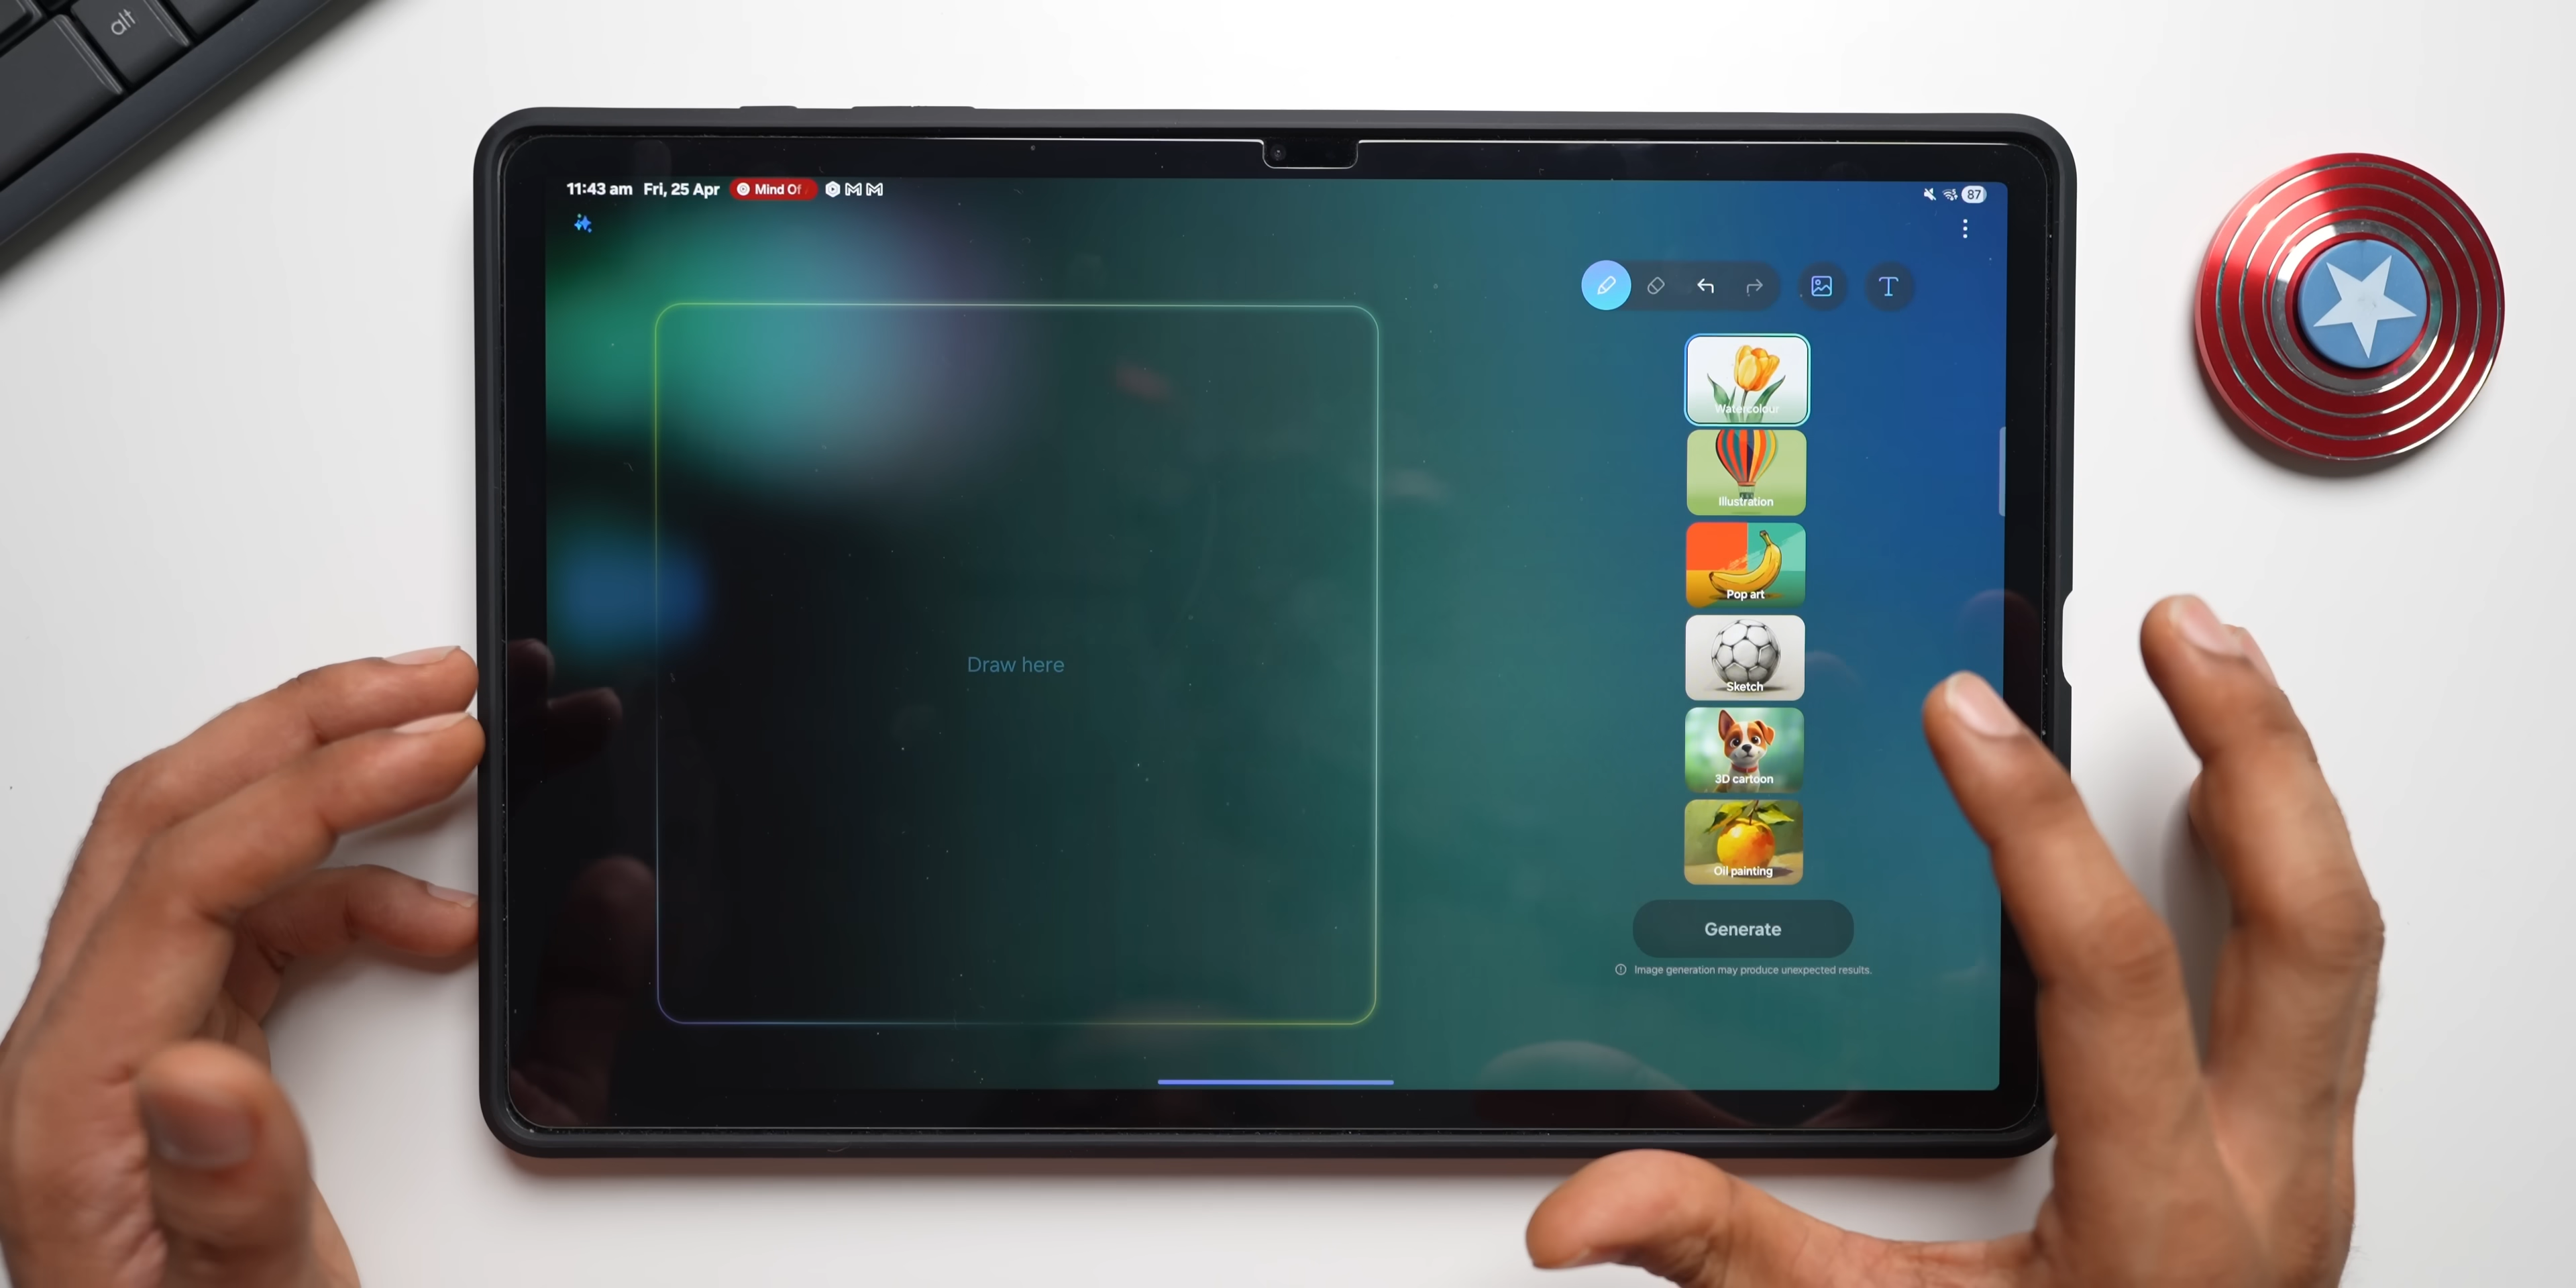 alt
11:43 am Fri, 25 Apr Mind Of
87
T
Watercolour
Illustration
Pop art
Sketch
3D cartoon
Oil painting
Draw here
Generate
Image generation may produce unexpected results.